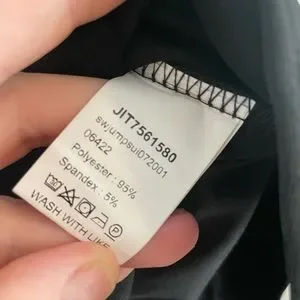 JIT7561580
swjumpsui072001
06422
Polyester : 95%
Spandex : 5%
WASH WITH LIKE